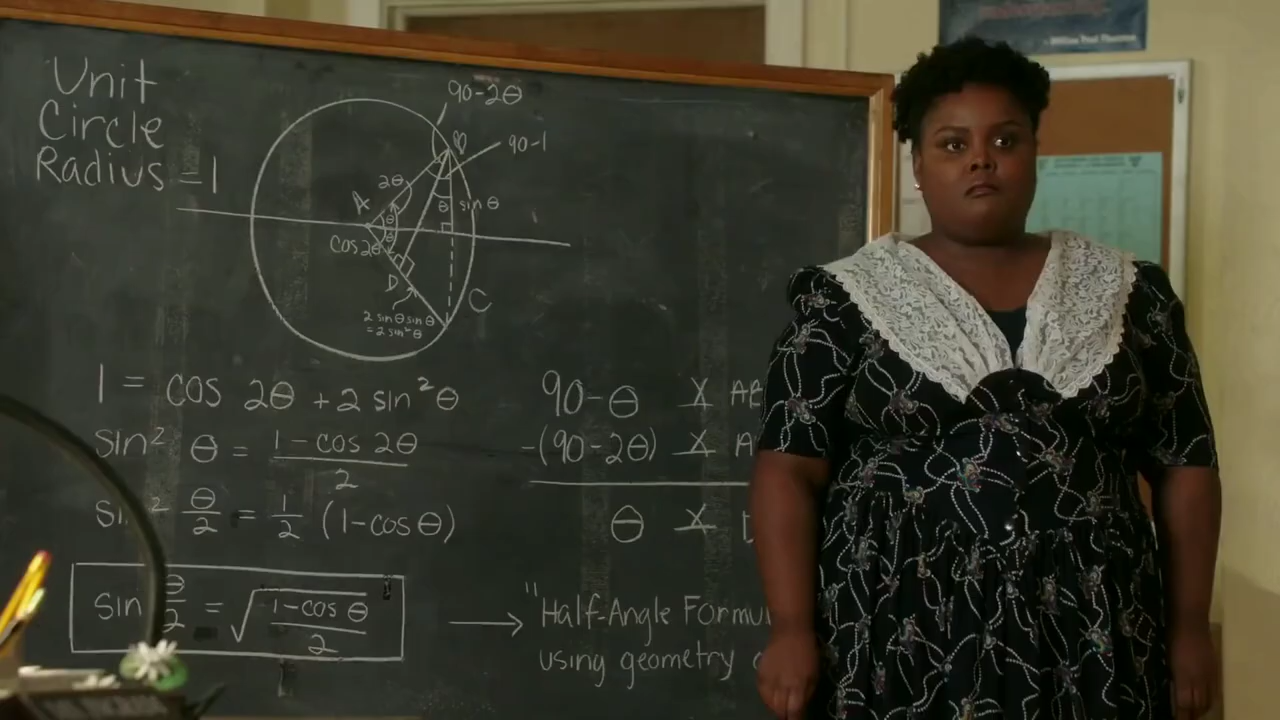 Unit
Circle
Radius = 1
90-2θ
90-1
B
2θ
A
θ
θ
θ
sin θ
Cos 2θ
D
C
2 sin θ sin θ
= 2 sin² θ
1 = cos 2θ + 2 sin² θ
sin² θ = 1 - cos 2θ / 2
θ/2 = 1/2 (1 - cos θ)
sin θ/2 = √(1 - cos θ / 2)
90-θ
-(90-2θ)
θ
→ "Half-Angle
using geometry